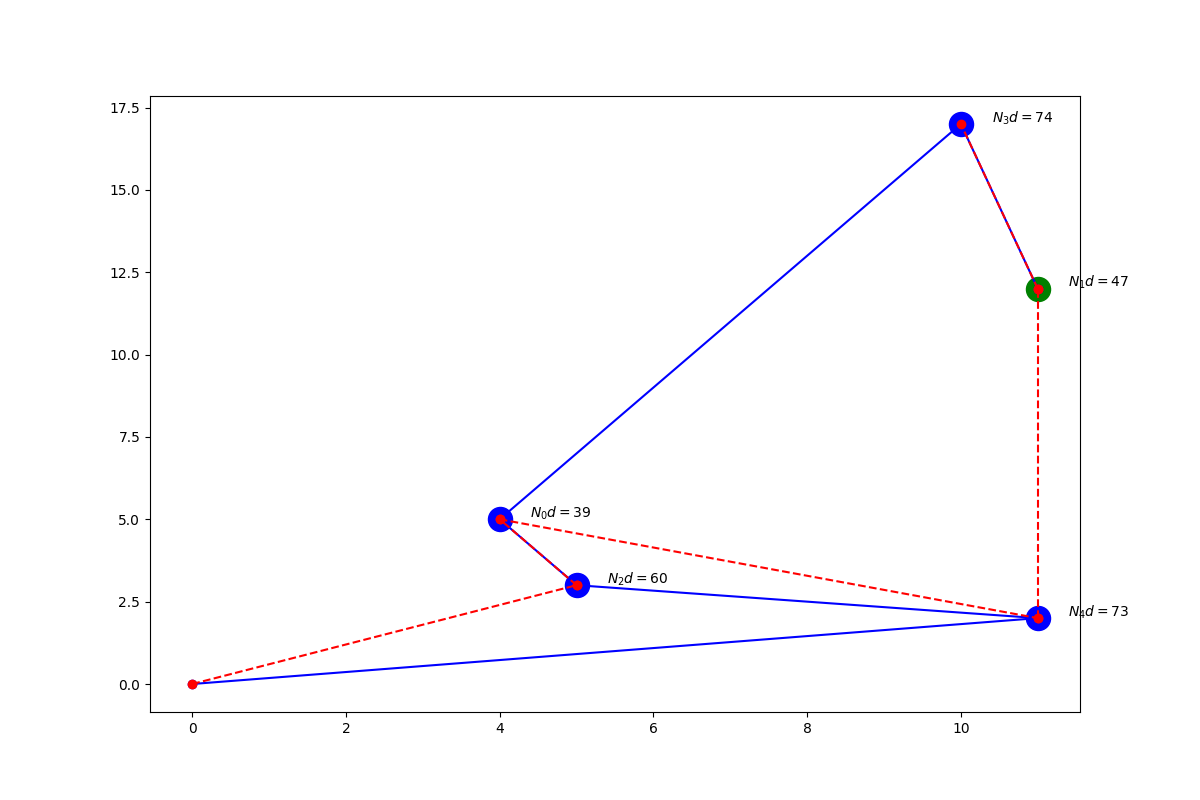 17.5
15.0
12.5
10.0
7.5
5.0
2.5
0.0
0 2 4 6 8 10
N₃d = 74
N₁d = 47
N₀d = 39
N₂d = 60
N₄d = 73